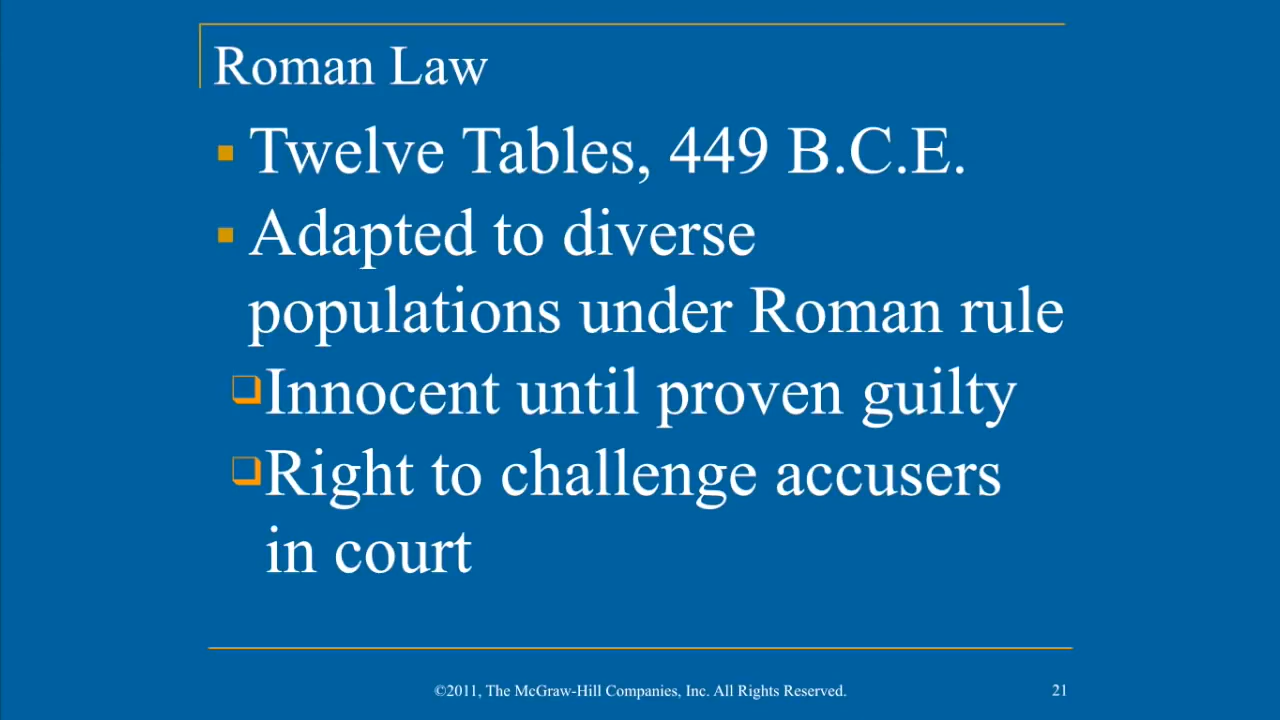 Roman Law
Twelve Tables, 449 B.C.E.
Adapted to diverse
populations under Roman rule
Innocent until proven guilty
Right to challenge accusers
in court
©2011, The McGraw-Hill Companies, Inc. All Rights Reserved.
21